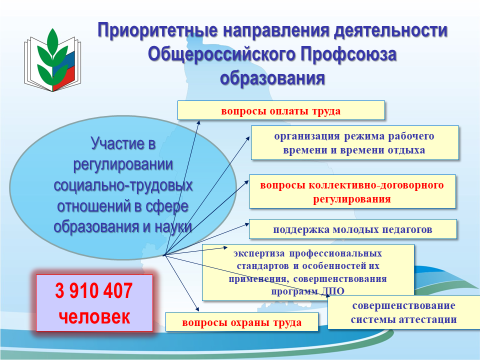 Приоритетные направления деятельности
Общероссийского Профсоюза
образования
Участие в
регулировании
социально-трудовых
отношений в сфере
образования и науки
вопросы оплаты труда
организация режима рабочего
времени и времени отдыха
вопросы коллективно-договорного
регулирования
поддержка молодых педагогов
экспертиза профессиональных
стандартов и особенностей их
применения, совершенствования
программ ДПО
совершенствование
системы аттестации
вопросы охраны труда
3 910 407
человек